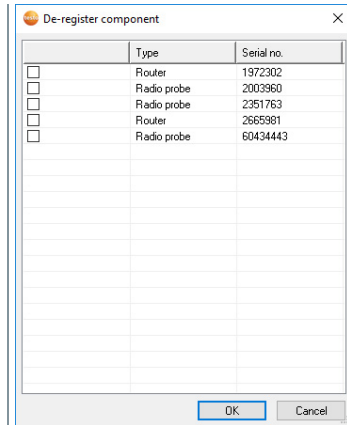 testo De-register component
Type Serial no.
Router 1972302
Radio probe 2003960
Radio probe 2351763
Router 2665981
Radio probe 60434443
OK Cancel